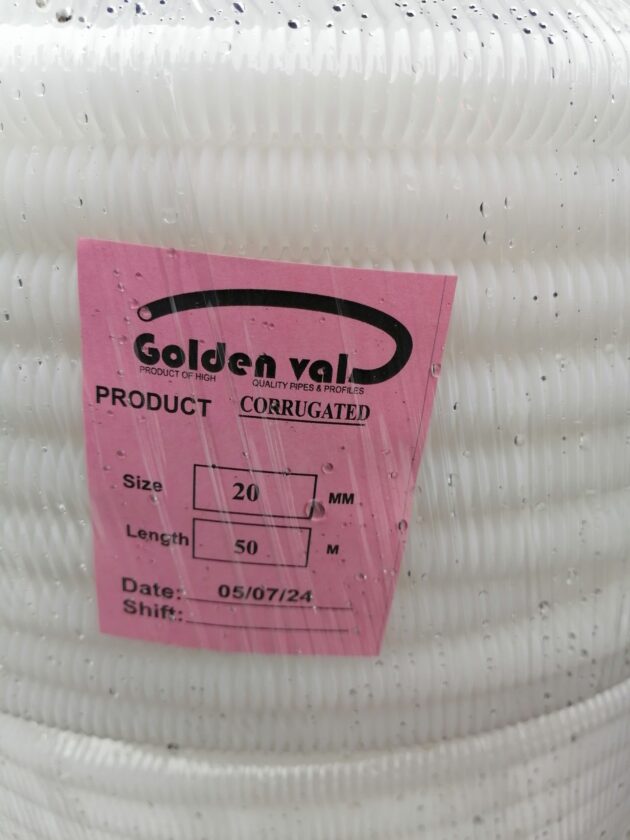 Golden val
PRODUCT OF HIGH
QUALITY PIPES & PROFILES
PRODUCT CORRUGATED
Size 20 MM
Length 50 M
Date: 05/07/24
Shift: